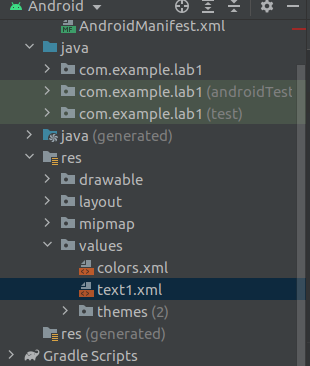 Android
AndroidManifest.xml
java
com.example.lab1
com.example.lab1 (androidTest
com.example.lab1 (test)
java (generated)
res
drawable
layout
mipmap
values
colors.xml
text1.xml
themes (2)
res (generated)
Gradle Scripts